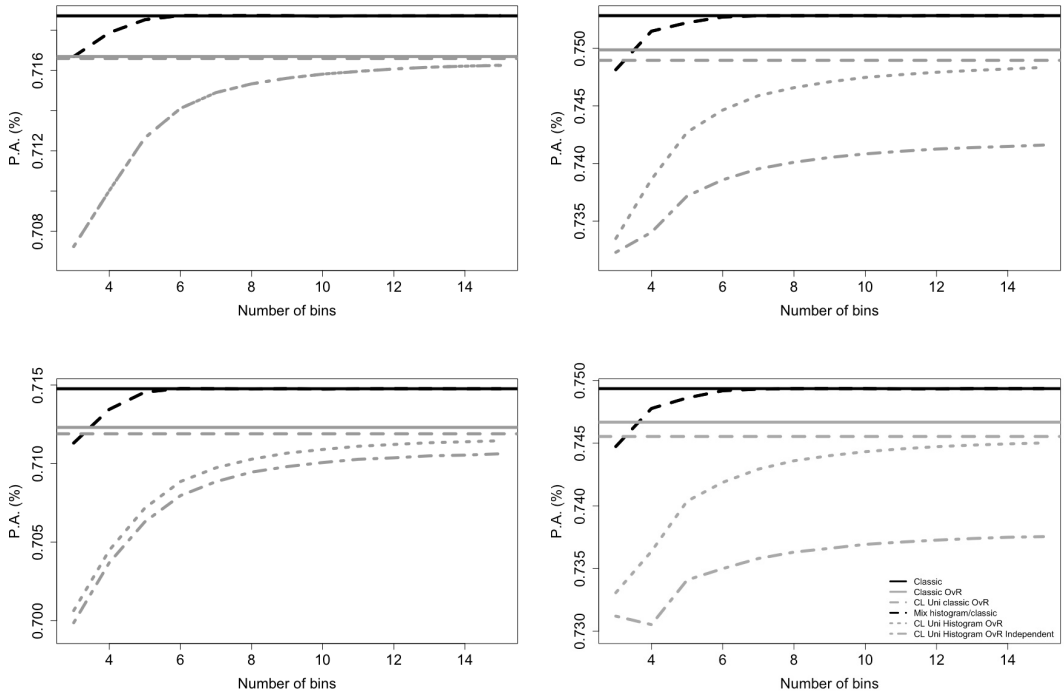 P.A. (%)
0.708 0.712 0.716
4 6 8 10 12 14
Number of bins
P.A. (%)
0.735 0.740 0.745 0.750
4 6 8 10 12 14
Number of bins
P.A. (%)
0.700 0.705 0.710 0.715
4 6 8 10 12 14
Number of bins
P.A. (%)
0.730 0.735 0.740 0.745 0.750
Classic
Classic OvR
CL Uni classic OvR
Mix histogram/classic
CL Uni Histogram OvR
CL Uni Histogram OvR Independent
4 6 8 10 12 14
Number of bins